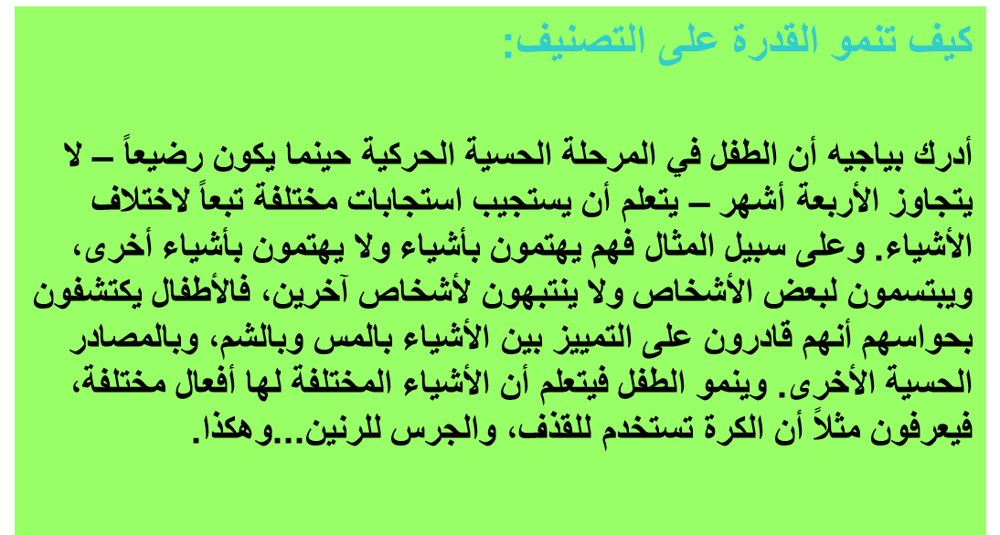 كيف تنمو القدرة على التصنيف:
أدرك بياجيه أن الطفل في المرحلة الحسية الحركية حينما يكون رضيعاً – لا
يتجاوز الأربعة أشهر – يتعلم أن يستجيب استجابات مختلفة تبعاً لاختلاف
الأشياء. وعلى سبيل المثال فهم يهتمون بأشياء ولا يهتمون بأشياء أخرى،
ويبتسمون لبعض الأشخاص ولا ينتبهون لأشخاص آخرين، فالأطفال يكتشفون
بحواسهم أنهم قادرون على التمييز بين الأشياء بالمس وبالشم، وبالمصادر
الحسية الأخرى. وينمو الطفل فيتعلم أن الأشياء المختلفة لها أفعال مختلفة،
فيعرفون مثلاً أن الكرة تستخدم للقذف، والجرس للرنين...وهكذا.